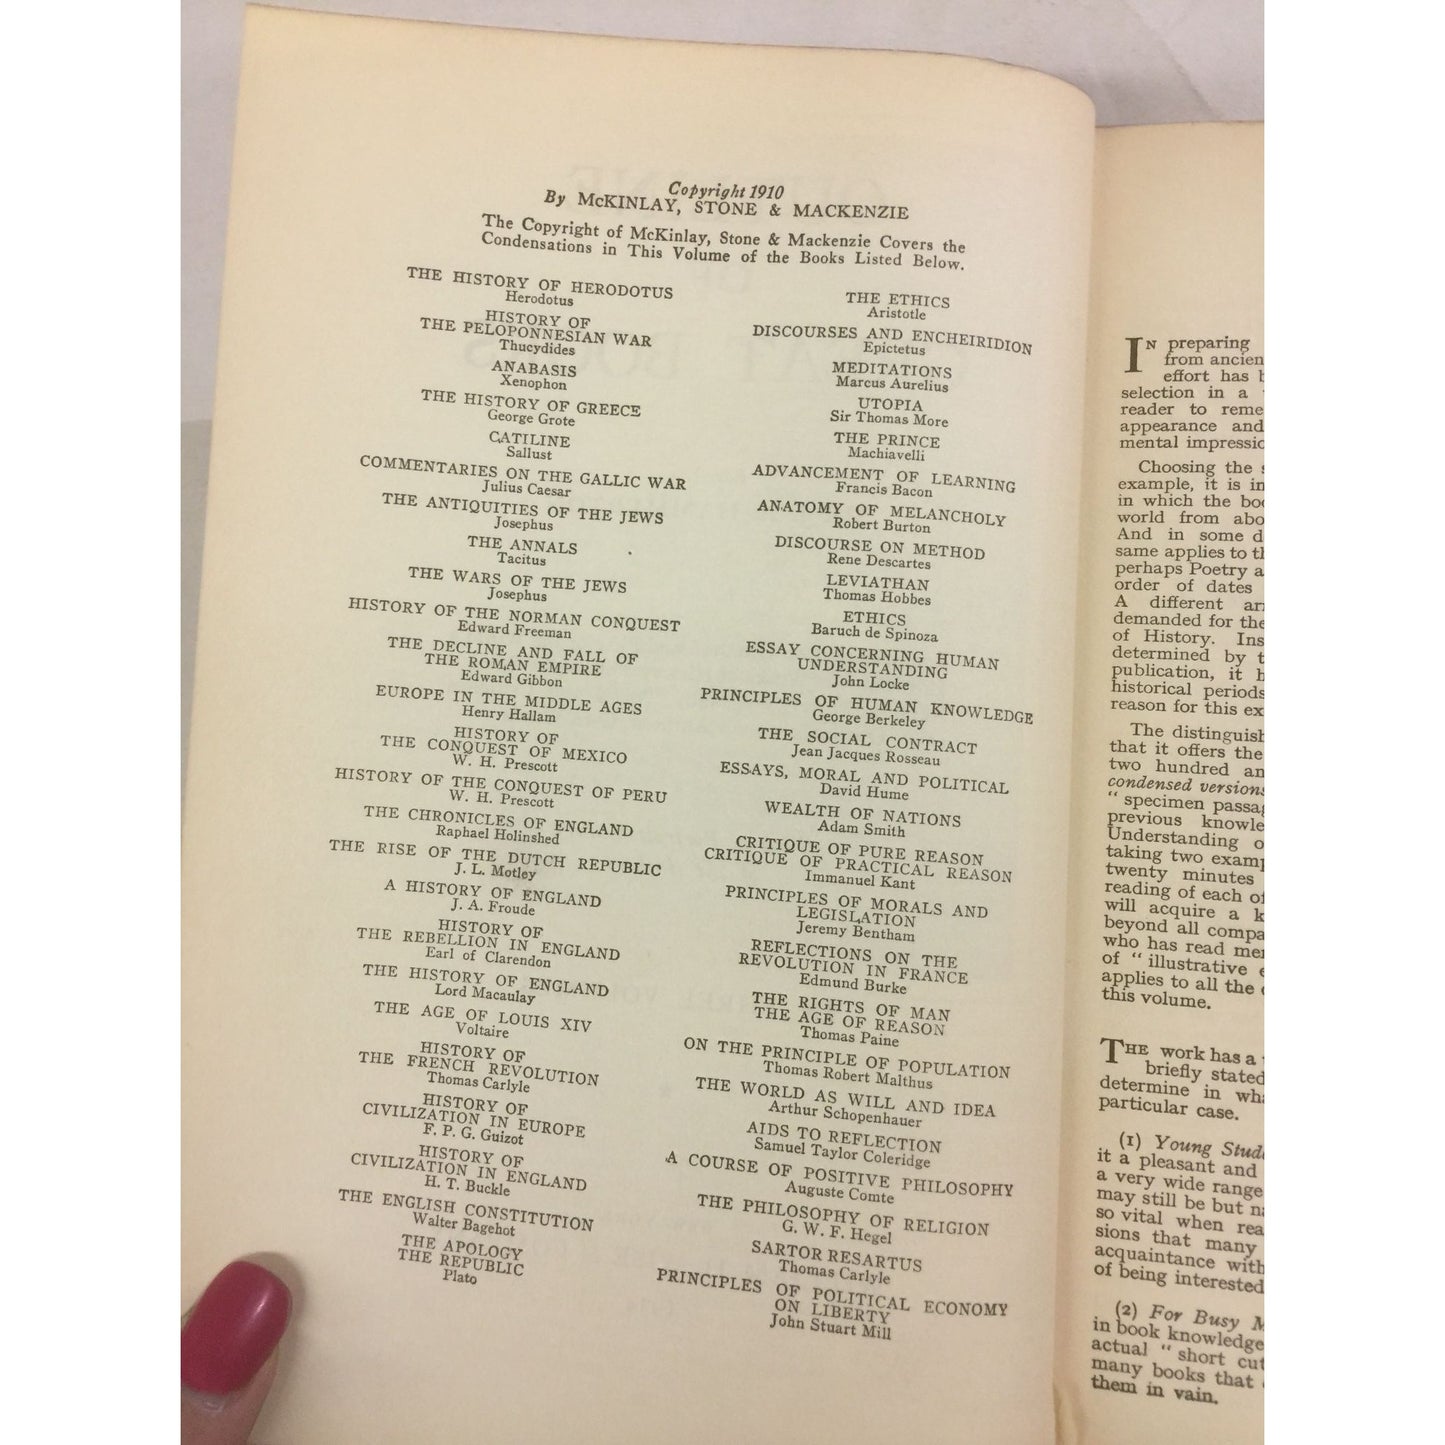 Copyright 1910
By McKINLAY, STONE & MACKENZIE
The Copyright of McKinlay, Stone & Mackenzie Covers the
Condensations in This Volume of the Books Listed Below.
THE HISTORY OF HERODOTUS
Herodotus
HISTORY OF
THE PELOPONNESIAN WAR
Thucydides
ANABASIS
Xenophon
THE HISTORY OF GREECE
George Grote
CATILINE
Sallust
COMMENTARIES ON THE GALLIC WAR
Julius Caesar
THE ANTIQUITIES OF THE JEWS
Josephus
THE ANNALS
Tacitus
THE WARS OF THE JEWS
Josephus
HISTORY OF THE NORMAN CONQUEST
Edward Freeman
THE DECLINE AND FALL OF
THE ROMAN EMPIRE
Edward Gibbon
EUROPE IN THE MIDDLE AGES
Henry Hallam
HISTORY OF
THE CONQUEST OF MEXICO
W. H. Prescott
HISTORY OF THE CONQUEST OF PERU
W. H. Prescott
THE CHRONICLES OF ENGLAND
Raphael Holinshed
THE RISE OF THE DUTCH REPUBLIC
J. L. Motley
A HISTORY OF ENGLAND
J. A. Froude
HISTORY OF
THE REBELLION IN ENGLAND
Earl of Clarendon
THE HISTORY OF ENGLAND
Lord Macaulay
THE AGE OF LOUIS XIV
Voltaire
HISTORY OF
THE FRENCH REVOLUTION
Thomas Carlyle
HISTORY OF
CIVILIZATION IN EUROPE
F. P. G. Guizot
HISTORY OF
CIVILIZATION IN ENGLAND
H. T. Buckle
THE ENGLISH CONSTITUTION
Walter Bagehot
THE APOLOGY
THE REPUBLIC
Plato
THE ETHICS
Aristotle
DISCOURSES AND ENCHEIRIDION
Epictetus
MEDITATIONS
Marcus Aurelius
UTOPIA
Sir Thomas More
THE PRINCE
Machiavelli
ADVANCEMENT OF LEARNING
Francis Bacon
ANATOMY OF MELANCHOLY
Robert Burton
DISCOURSE ON METHOD
Rene Descartes
LEVIATHAN
Thomas Hobbes
ETHICS
Baruch de Spinoza
ESSAY CONCERNING HUMAN
UNDERSTANDING
John Locke
PRINCIPLES OF HUMAN KNOWLEDGE
George Berkeley
THE SOCIAL CONTRACT
Jean Jacques Rosseau
ESSAYS, MORAL AND POLITICAL
David Hume
WEALTH OF NATIONS
Adam Smith
CRITIQUE OF PURE REASON
CRITIQUE OF PRACTICAL REASON
Immanuel Kant
PRINCIPLES OF MORALS AND
LEGISLATION
Jeremy Bentham
REFLECTIONS ON THE
REVOLUTION IN FRANCE
Edmund Burke
THE RIGHTS OF MAN
THE AGE OF REASON
Thomas Paine
ON THE PRINCIPLE OF POPULATION
Thomas Robert Malthus
THE WORLD AS WILL AND IDEA
Arthur Schopenhauer
AIDS TO REFLECTION
Samuel Taylor Coleridge
A COURSE OF POSITIVE PHILOSOPHY
Auguste Comte
THE PHILOSOPHY OF RELIGION
G. W. F. Hegel
SARTOR RESARTUS
Thomas Carlyle
PRINCIPLES OF POLITICAL ECONOMY
ON LIBERTY
John Stuart Mill
IN preparing
from ancien
effort has
selection in a
reader to reme
appearance and
mental impressio
Choosing the
example, it is in
in which the boo
world from abo
And in some d
same applies to th
perhaps Poetry a
order of dates
A different ar
demanded for the
of History. Ins
determined by t
publication, it h
historical periods
reason for this ex
The distinguish
that it offers the
two hundred an
condensed versions
" specimen passag
previous knowle
Understanding o
taking two examp
twenty minutes
reading of each of
will acquire a k
beyond all compa
who has read me
of " illustrative e
applies to all the
this volume.
THE work has a
briefly stated
determine in wha
particular case.
(1) Young Stud
it a pleasant and
a very wide range
may still be but na
so vital when rea
sions that many
acquaintance with
of being interested
(2) For Busy M
in book knowledge
actual " short cut
many books that
them in vain.